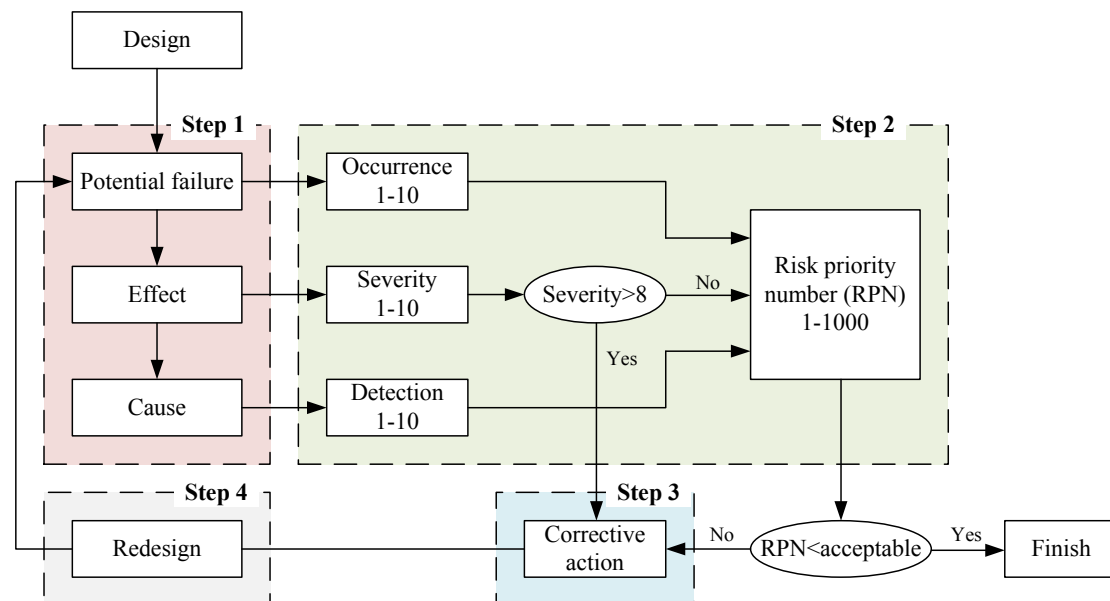 Design
Step 1
Step 2
Potential failure
Occurrence
1-10
Effect
Severity
1-10
Severity>8
No
Risk priority
number (RPN)
1-1000
Yes
Cause
Detection
1-10
Step 4
Step 3
Redesign
Corrective
action
No
RPN<acceptable
Yes
Finish